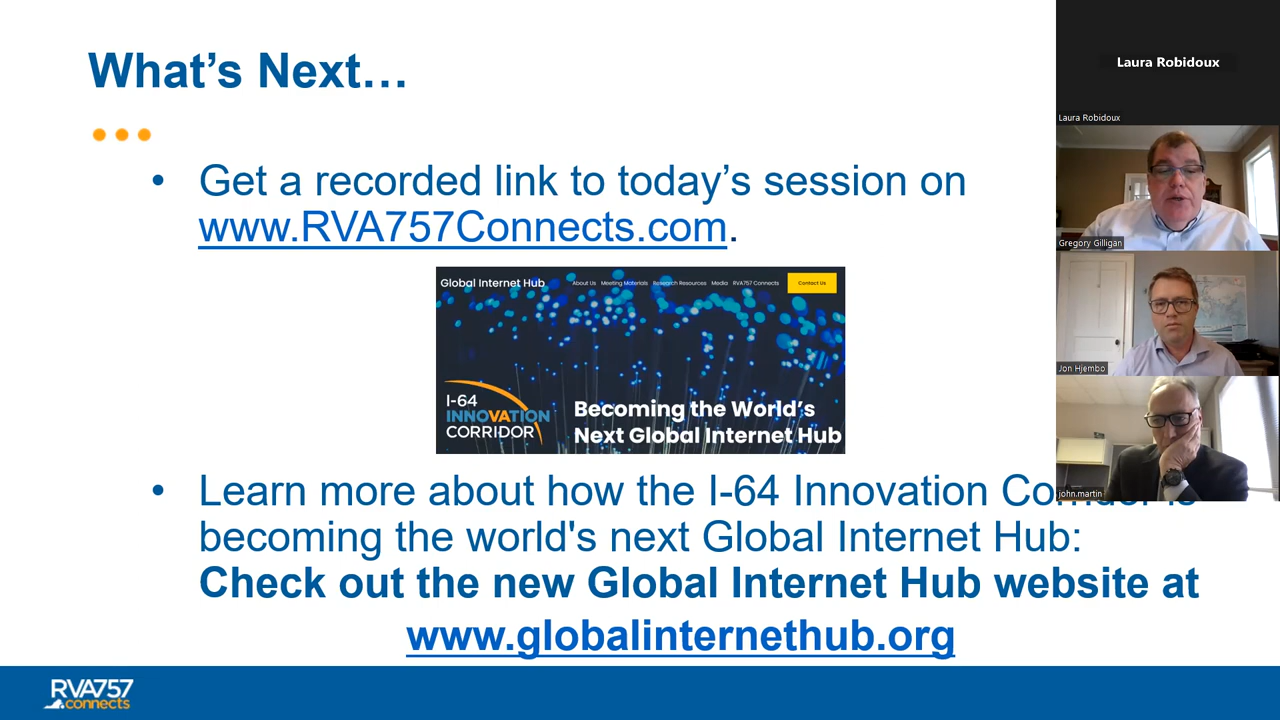 What's Next…
• Get a recorded link to today's session on
www.RVA757Connects.com.
Global Internet Hub
About Us Meeting Materials Research Resources Media RVA757 Connects Contact Us
I-64
INNOVATION
CORRIDOR
Becoming the World's
Next Global Internet Hub
• Learn more about how the I-64 Innovation Corridor is
becoming the world's next Global Internet Hub:
Check out the new Global Internet Hub website at
www.globalinternethub.org
RVA757
connects
Laura Robidoux
Laura Robidoux
Gregory Gilligan
Jon Hjembo
john.martin